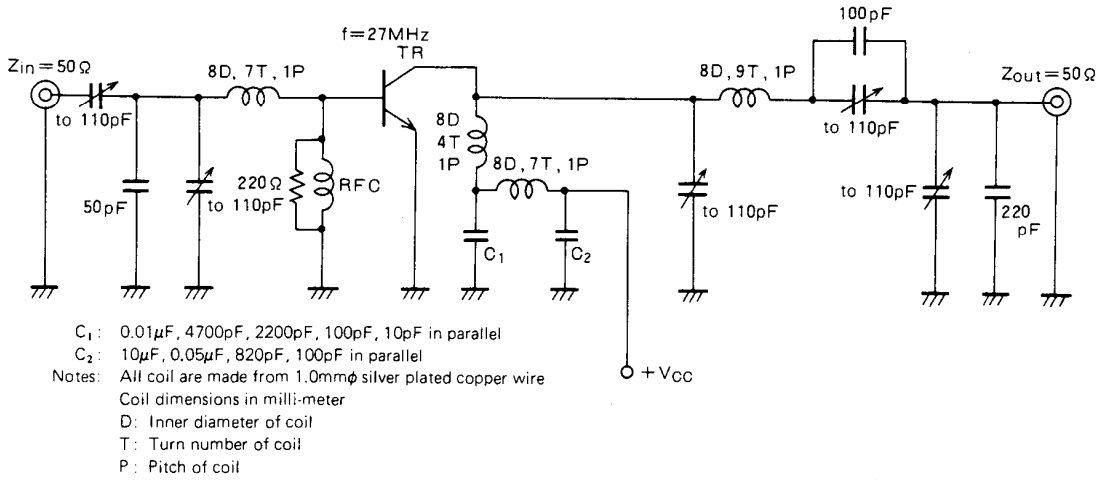 100pF
f=27MHz
TR
Zin=50Ω
8D, 7T, 1P
8D, 9T, 1P
Zout=50Ω
to 110pF
8D
4T
1P
to 110pF
8D, 7T, 1P
220Ω
RFC
50pF
to 110pF
to 110pF
to 110pF
220
pF
C₁
C₂
C₁: 0.01μF, 4700pF, 2200pF, 100pF, 10pF in parallel
C₂: 10μF, 0.05μF, 820pF, 100pF in parallel
Notes: All coil are made from 1.0mmφ silver plated copper wire
+VCC
Coil dimensions in milli-meter
D: Inner diameter of coil
T: Turn number of coil
P: Pitch of coil